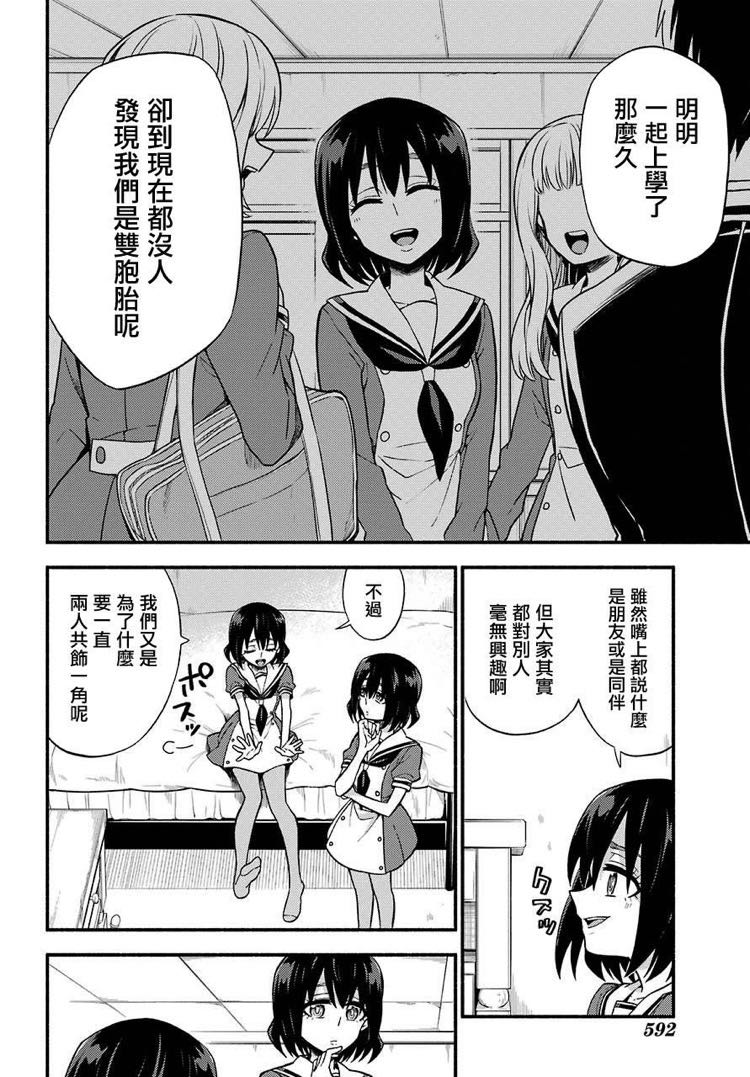 明明
一起上學了
那麼久
卻到現在都沒人
發現我們是雙胞胎呢
雖然嘴上都説什麼
是朋友或是同伴
但大家其實
都對別人
毫無興趣啊
クスッ
不過
我們又是
為了什麼
要一直
兩人共飾一角呢
ポスッ
592